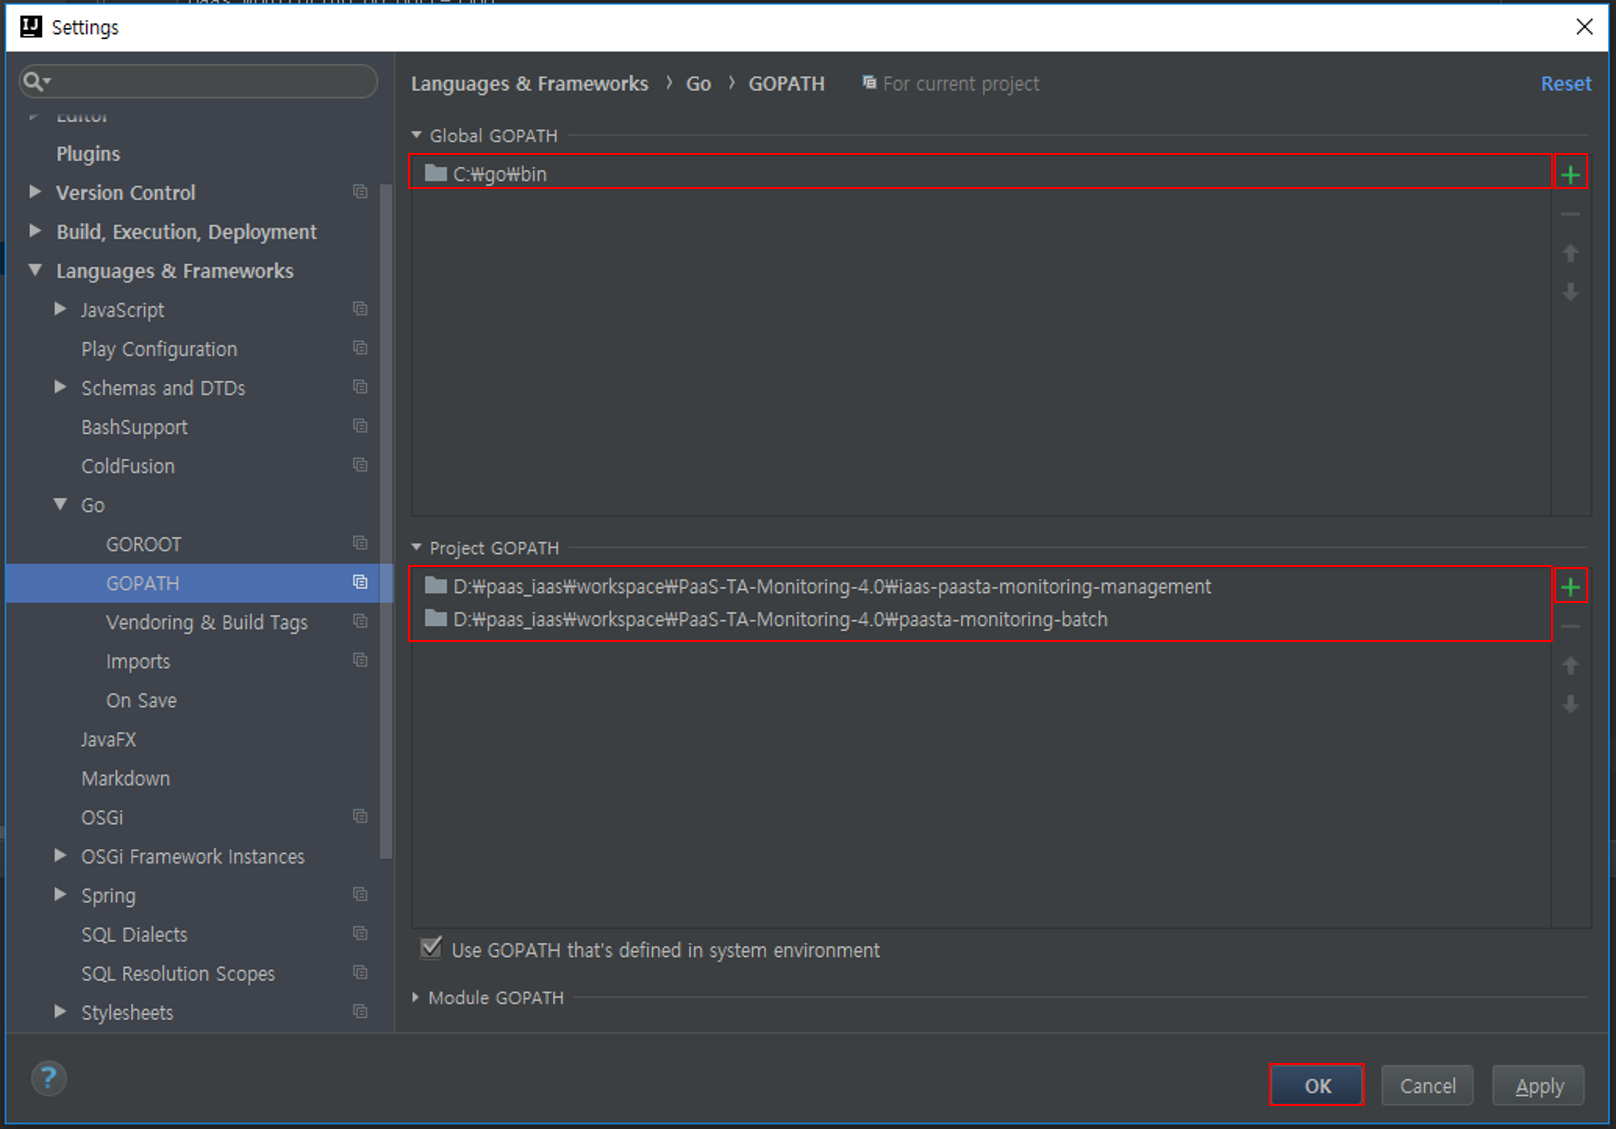 IJ Settings
Languages & Frameworks › Go › GOPATH For current project Reset
Editor
Plugins
Version Control
Build, Execution, Deployment
Languages & Frameworks
JavaScript
Play Configuration
Schemas and DTDs
BashSupport
ColdFusion
Go
GOROOT
GOPATH
Vendoring & Build Tags
Imports
On Save
JavaFX
Markdown
OSGi
OSGi Framework Instances
Spring
SQL Dialects
SQL Resolution Scopes
Stylesheets
Global GOPATH
C:₩go₩bin
Project GOPATH
D:₩paas_iaas₩workspace₩PaaS-TA-Monitoring-4.0₩iaas-paasta-monitoring-management
D:₩paas_iaas₩workspace₩PaaS-TA-Monitoring-4.0₩paasta-monitoring-batch
Use GOPATH that's defined in system environment
Module GOPATH
?
OK Cancel Apply